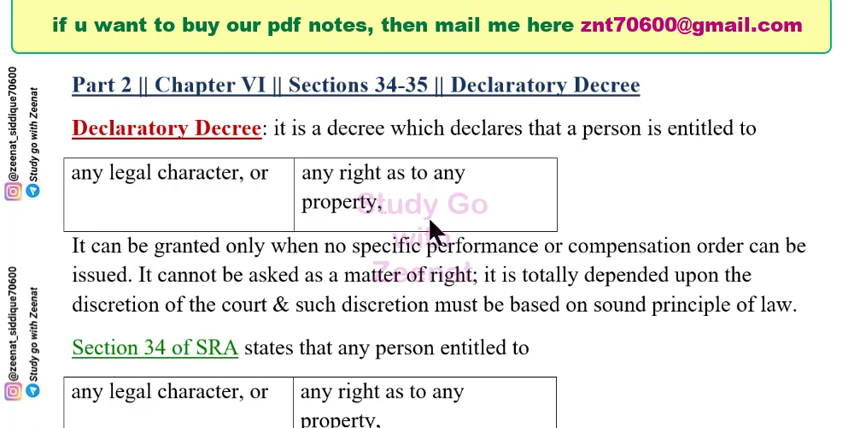 if u want to buy our pdf notes, then mail me here znt70600@gmail.com
Part 2 || Chapter VI || Sections 34-35 || Declaratory Decree
Declaratory Decree: it is a decree which declares that a person is entitled to
any legal character, or
any right as to any
property,
It can be granted only when no specific performance or compensation order can be
issued. It cannot be asked as a matter of right; it is totally depended upon the
discretion of the court & such discretion must be based on sound principle of law.
Section 34 of SRA states that any person entitled to
any legal character, or
any right as to any
property,
Study Go
with
Zeenat
@zeenat_siddique70600
Study go with Zeenat
@zeenat_siddique70600
Study go with Zeenat